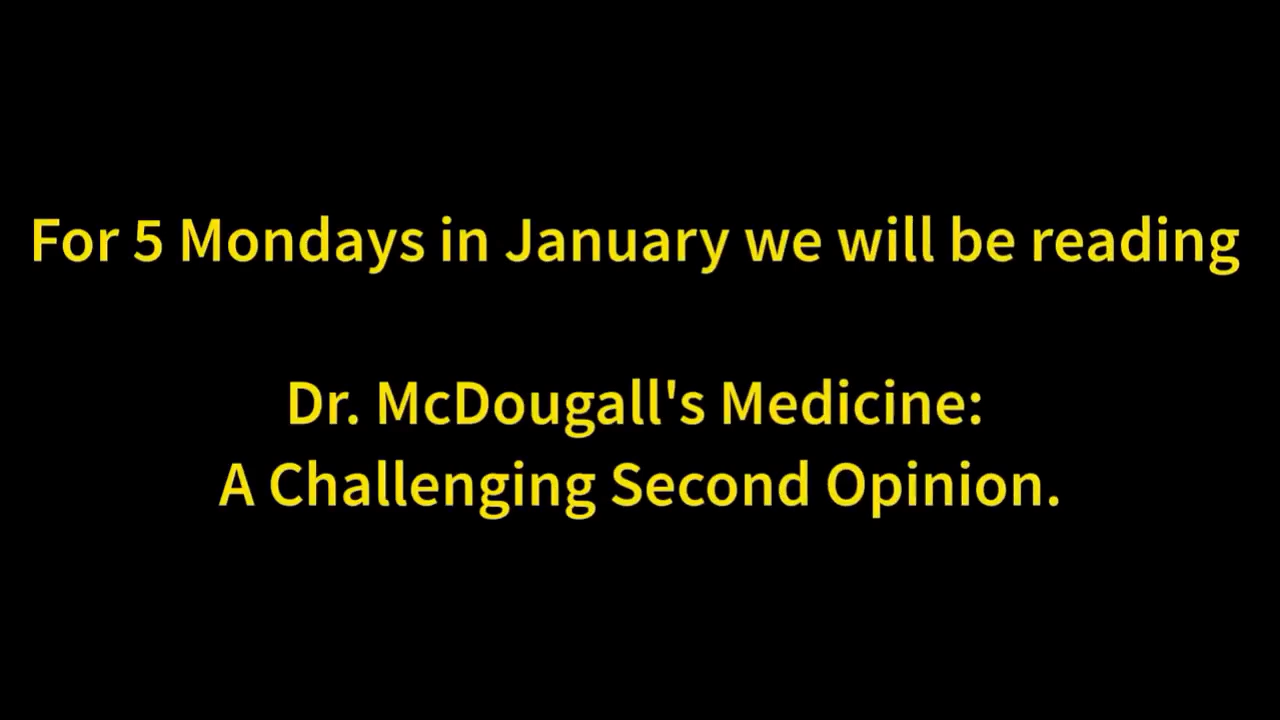 For 5 Mondays in January we will be reading
Dr. McDougall's Medicine:
A Challenging Second Opinion.